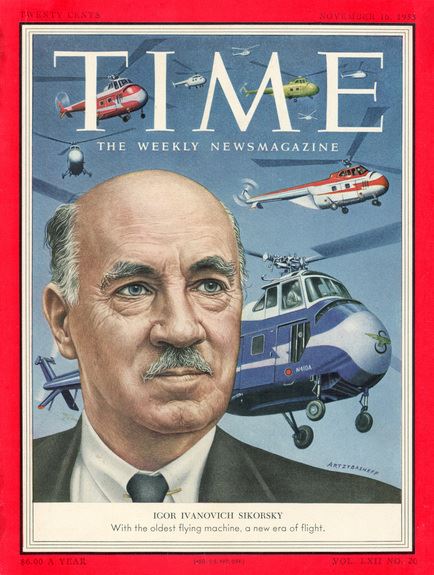 TWENTY CENTS NOVEMBER 16, 1953
TIME
THE WEEKLY NEWSMAGAZINE
N410A
ARTZYBASHEFF
IGOR IVANOVICH SIKORSKY
With the oldest flying machine, a new era of flight.
$6.00 A YEAR VOL. LXII NO. 20